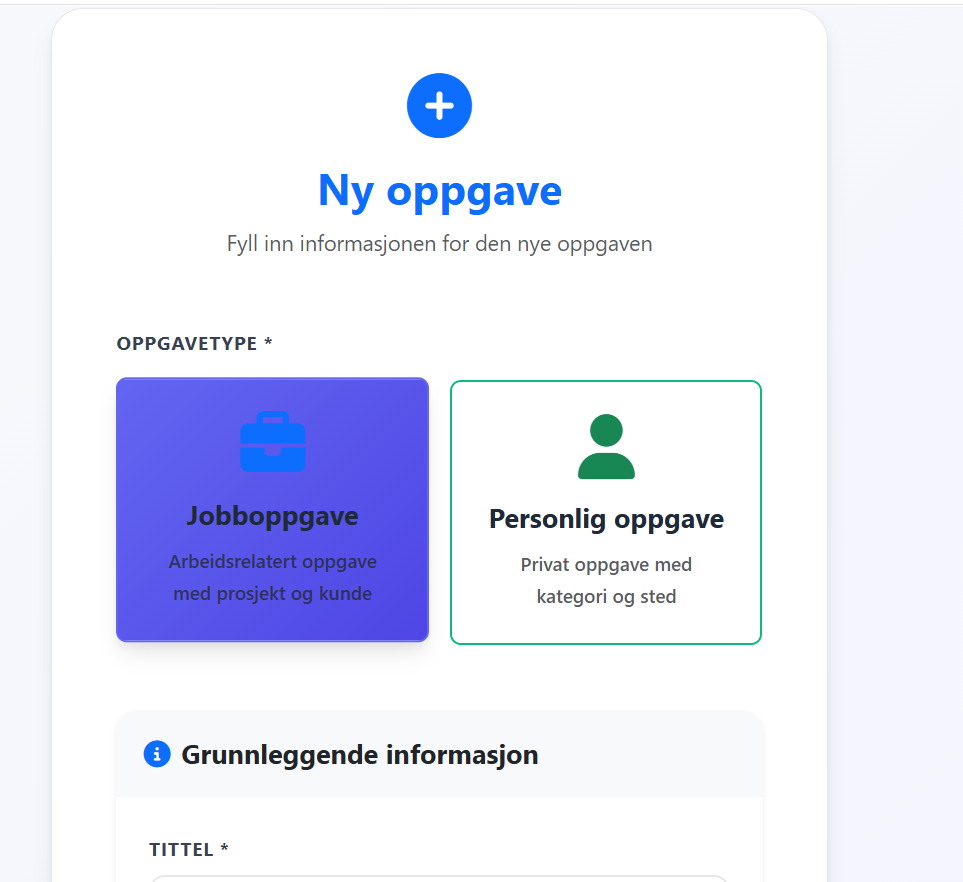 Ny oppgave
Fyll inn informasjonen for den nye oppgaven
OPPGAVETYPE *
Jobboppgave
Arbeidsrelatert oppgave
med prosjekt og kunde
Personlig oppgave
Privat oppgave med
kategori og sted
Grunnleggende informasjon
TITTEL *